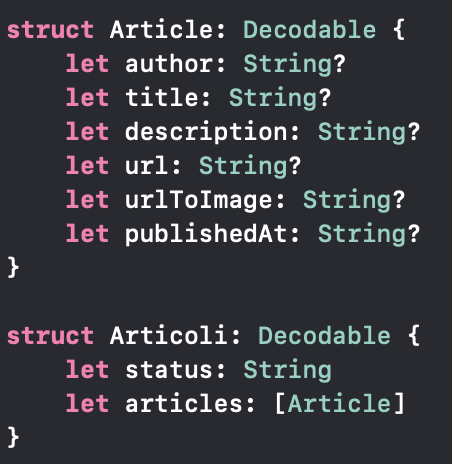 struct Article: Decodable {
    let author: String?
    let title: String?
    let description: String?
    let url: String?
    let urlToImage: String?
    let publishedAt: String?
}

struct Articoli: Decodable {
    let status: String
    let articles: [Article]
}